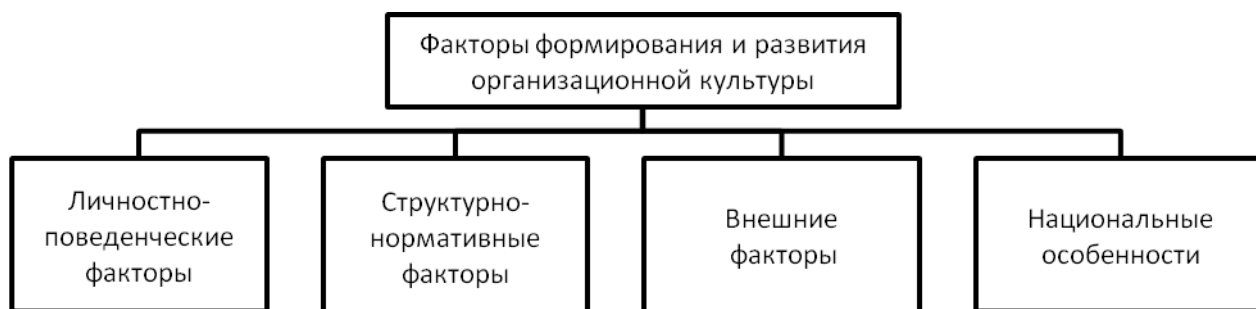 Факторы формирования и развития
организационной культуры
Личностно-
поведенческие
факторы
Структурно-
нормативные
факторы
Внешние
факторы
Национальные
особенности